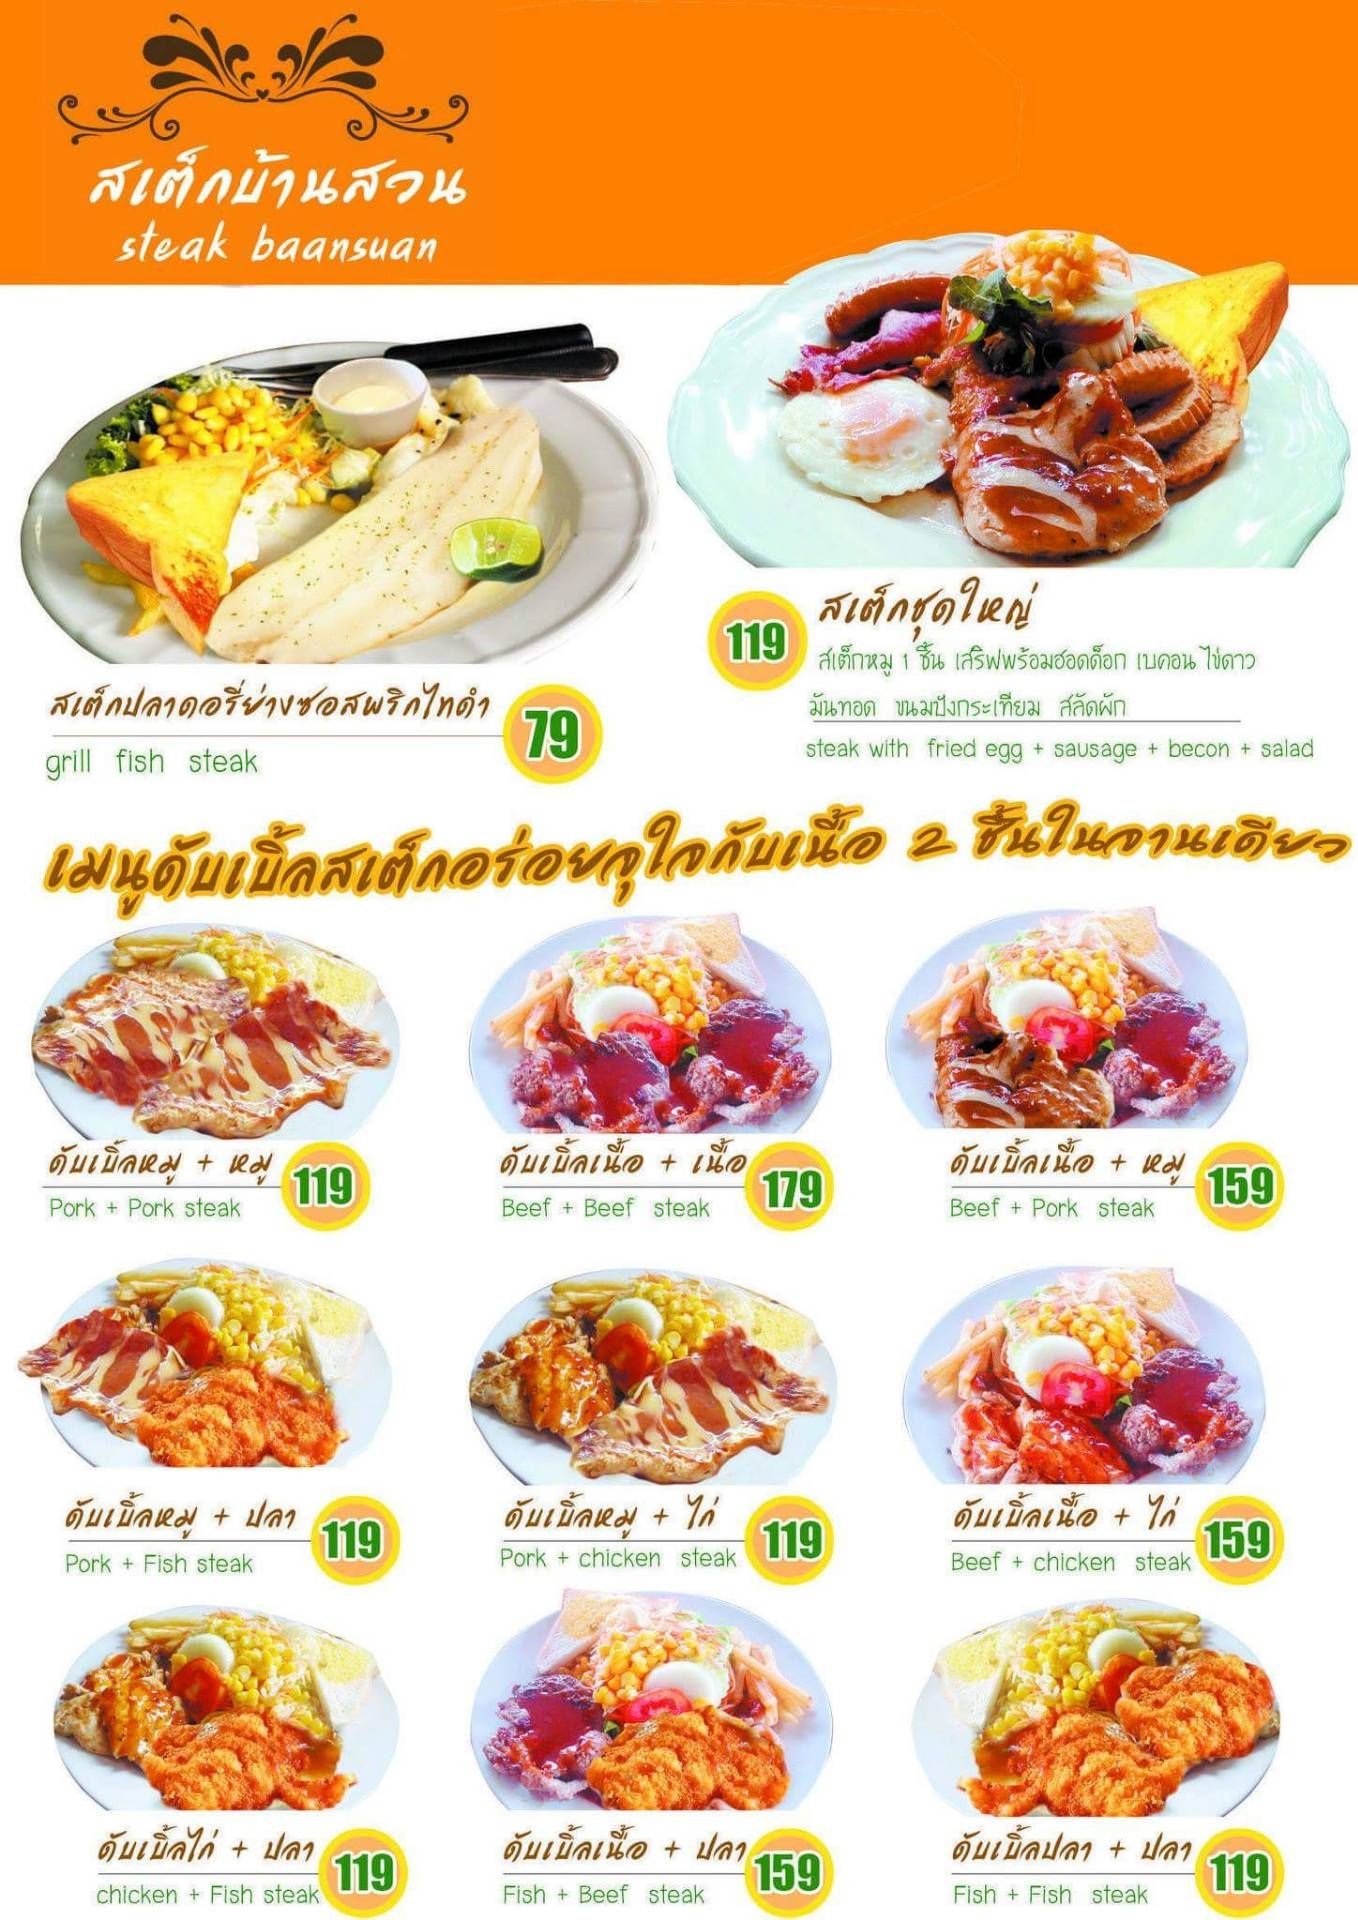 สเต็กบ้านสวน
steak baansuan
สเต็กปลาดอรี่ย่างซอสพริกไทดำ
79
grill fish steak
119
สเต็กชุดใหญ่
สเต็กหมู 1 ชิ้น เสริฟพร้อมฮอดด็อก เบคอน ไข่ดาว
มันทอด ขนมปังกระเทียม สลัดผัก
steak with fried egg + sausage + becon + salad
เมนูดับเบิ้ลสเต็กอร่อยจุใจกับเนื้อ 2 ชิ้นในจานเดียว
ดับเบิ้ลหมู + หมู
119
Pork + Pork steak
ดับเบิ้ลเนื้อ + เนื้อ
179
Beef + Beef steak
ดับเบิ้ลเนื้อ + หมู
159
Beef + Pork steak
ดับเบิ้ลหมู + ปลา
119
Pork + Fish steak
ดับเบิ้ลหมู + ไก่
119
Pork + chicken steak
ดับเบิ้ลเนื้อ + ไก่
159
Beef + chicken steak
ดับเบิ้ลไก่ + ปลา
119
chicken + Fish steak
ดับเบิ้ลเนื้อ + ปลา
159
Fish + Beef steak
ดับเบิ้ลปลา + ปลา
119
Fish + Fish steak